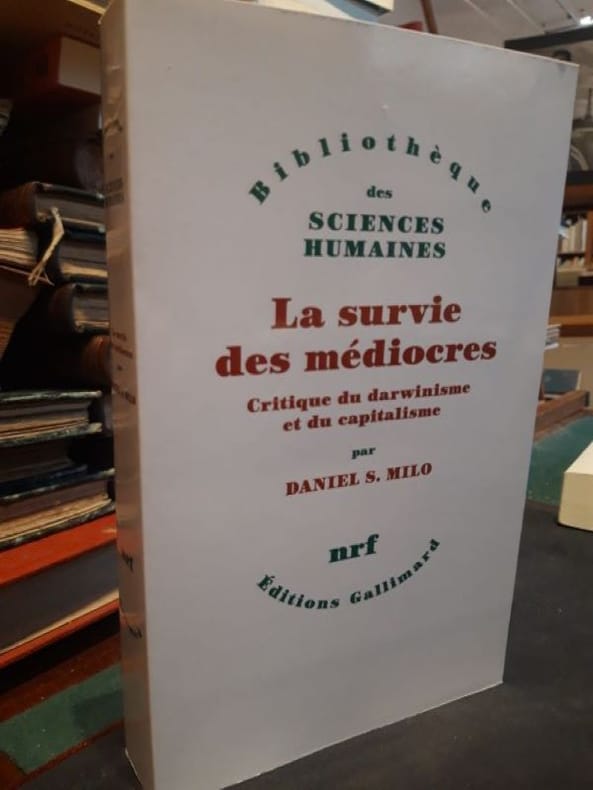 Bibliothèque
des
SCIENCES
HUMAINES
La survie
des médiocres
Critique du darwinisme
et du capitalisme
par
DANIEL S. MILO
nrf
Éditions Gallimard